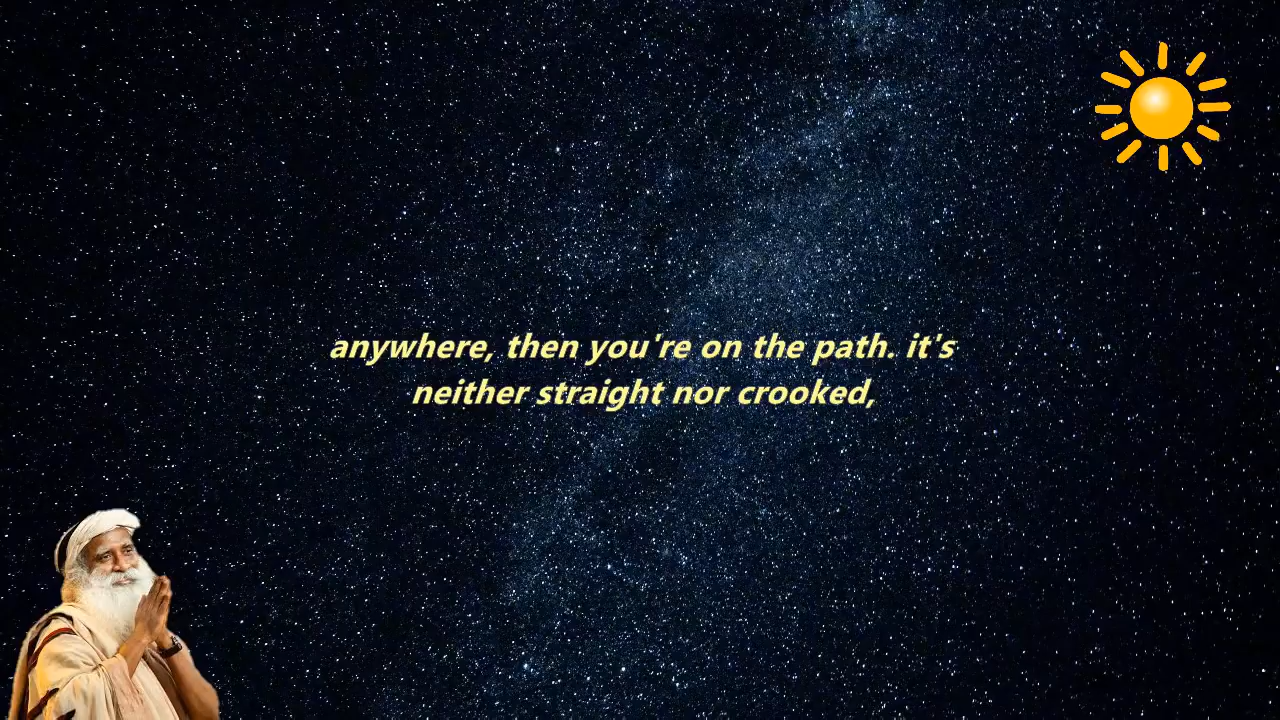 anywhere, then you're on the path. it's
neither straight nor crooked,